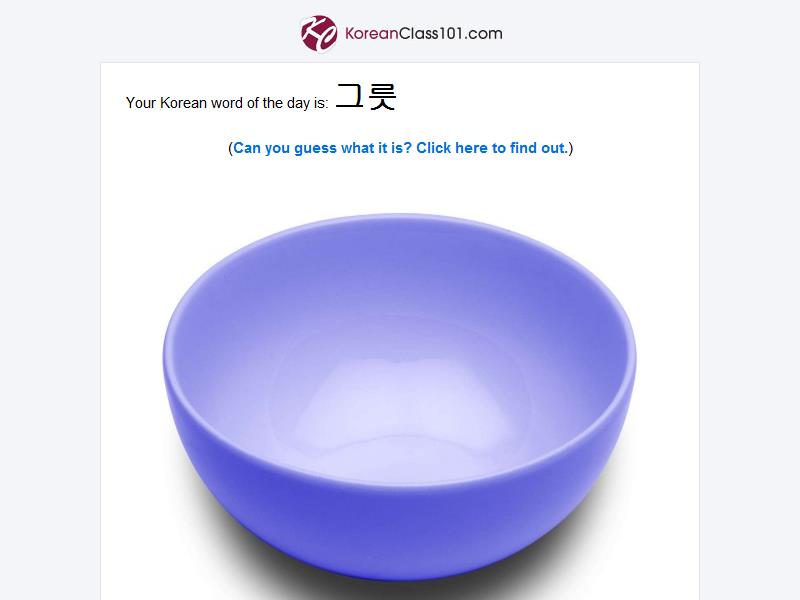 KoreanClass101.com
Your Korean word of the day is: 그릇
(Can you guess what it is? Click here to find out.)